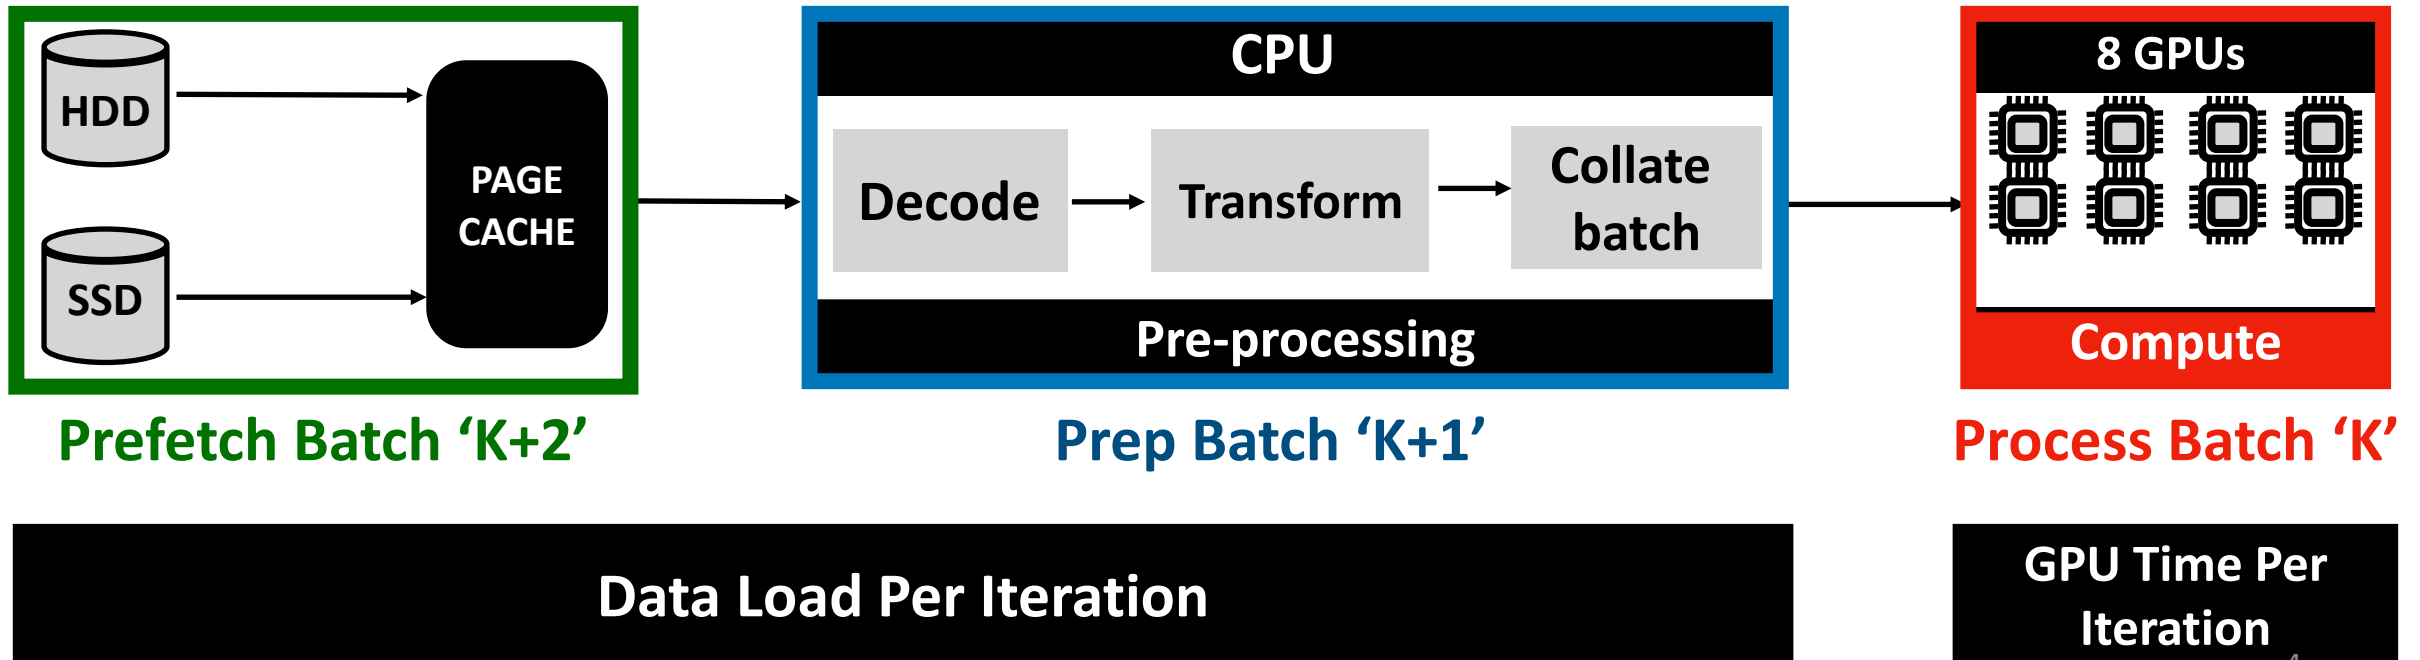 HDD
SSD
PAGE
CACHE
Prefetch Batch ‘K+2’
CPU
Decode
Transform
Collate
batch
Pre-processing
Prep Batch ‘K+1’
8 GPUs
Compute
Process Batch ‘K’
Data Load Per Iteration
GPU Time Per
Iteration